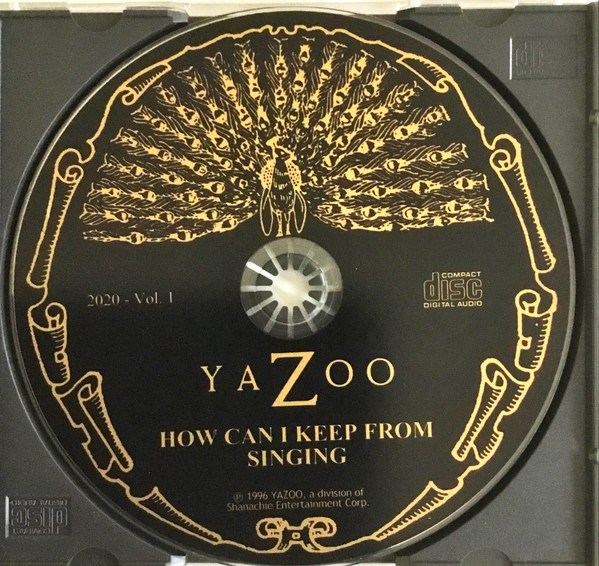 disc
2020 - Vol. 1
COMPACT
disc
DIGITAL AUDIO
YAZOO
HOW CAN I KEEP FROM
SINGING
℗ 1996 YAZOO, a division of
Shanachie Entertainment Corp.